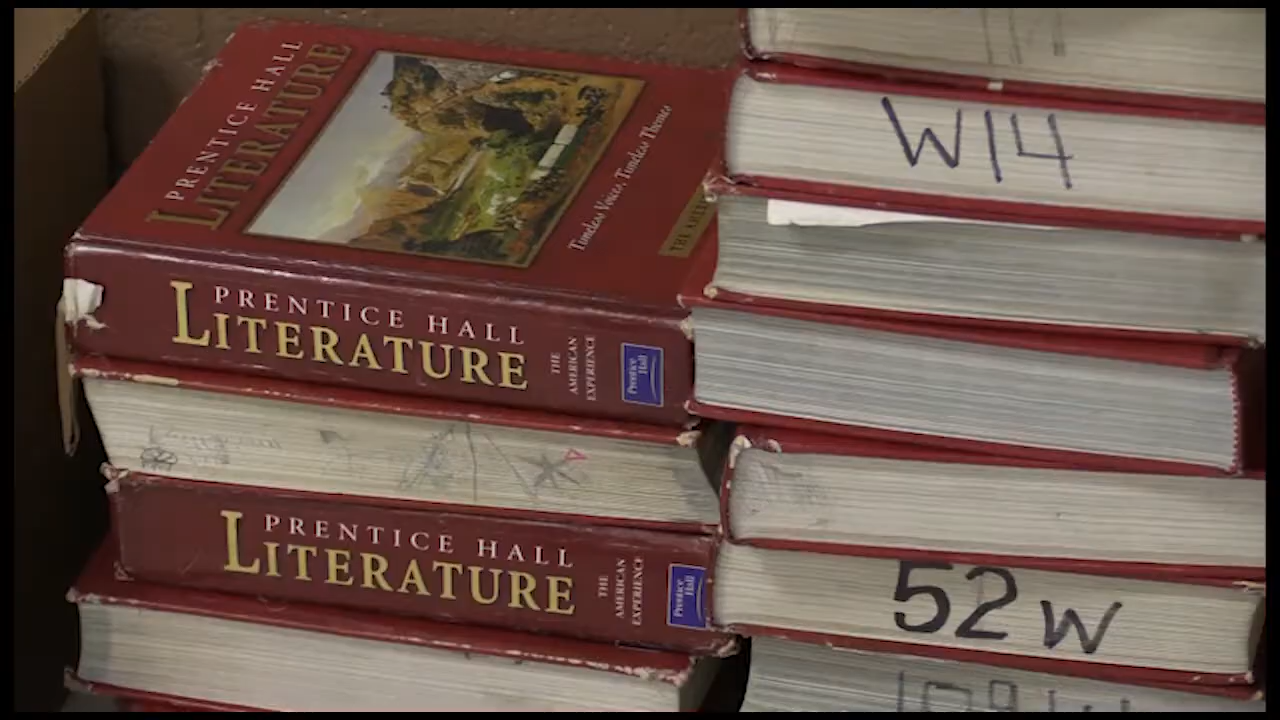 PRENTICE HALL
LITERATURE
Timeless Voices, Timeless Themes
PRENTICE HALL
LITERATURE
THE
AMERICAN
EXPERIENCE
Prentice
Hall
PRENTICE HALL
LITERATURE
THE
AMERICAN
EXPERIENCE
Prentice
Hall
W14
52W